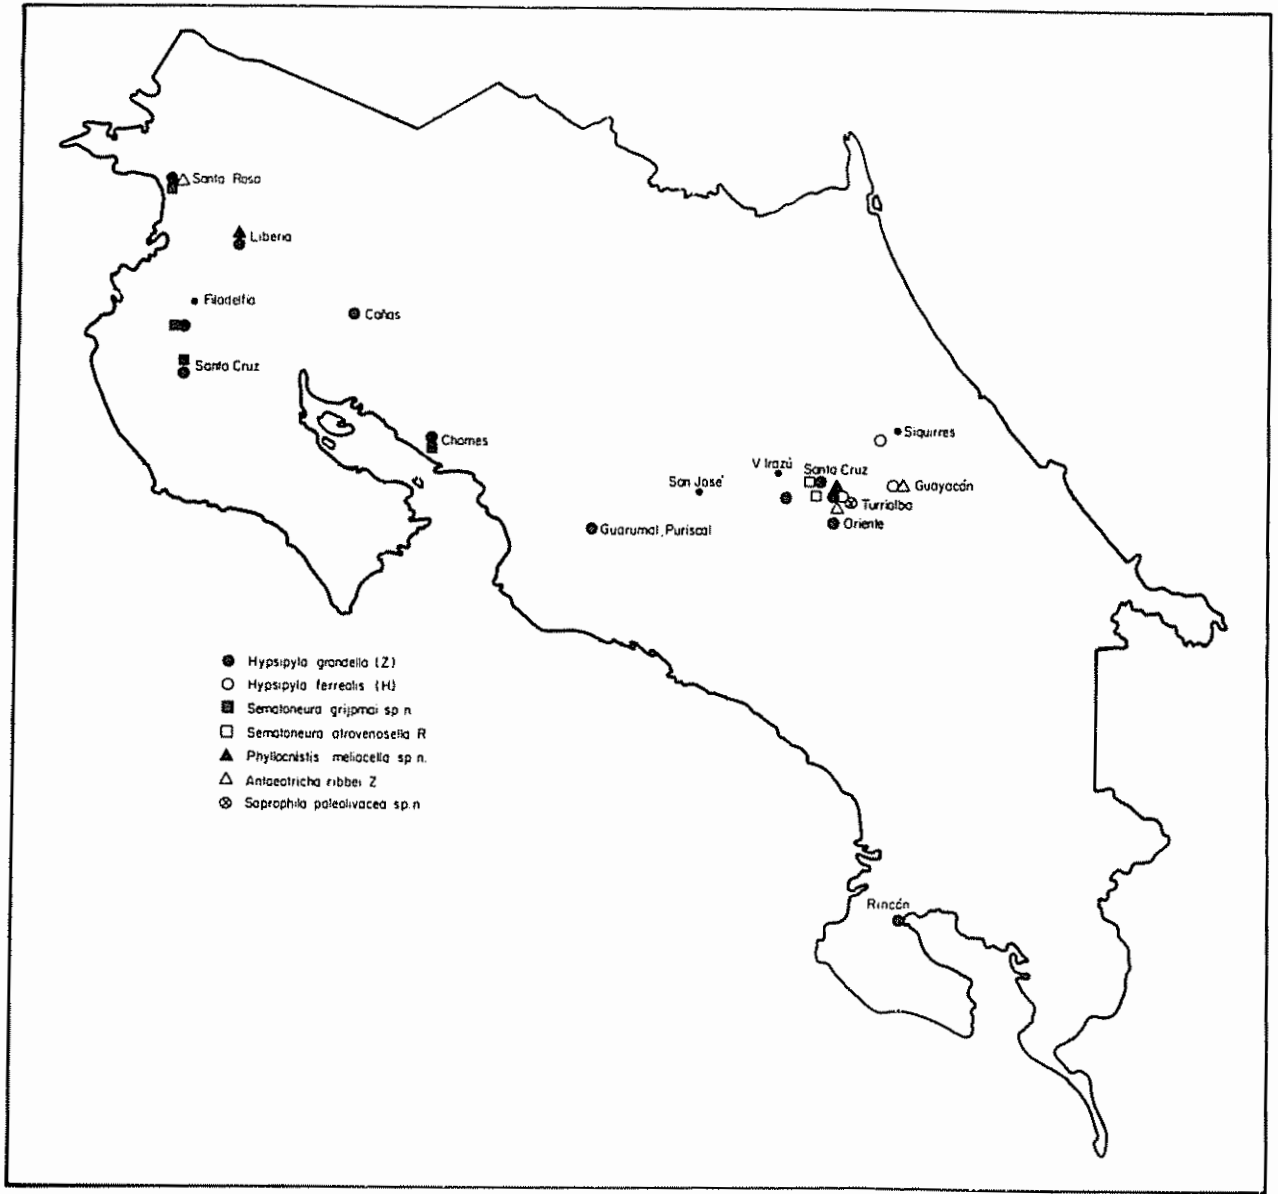 Santa Rosa
Liberia
Filadelfia
Cañas
Santa Cruz
Chomes
Siquirres
V Irazú
Santa Cruz
San José
Guayacán
Turrialba
Oriente
Guarumal, Puriscal
Hypsipyla grandella (Z)
Hypsipyla ferrealis (H)
Sematoneura grijpmai sp n
Sematoneura atrovenosella R
Phyllocnistis meliacella sp n.
Antaeotricha ribbei Z
Saprophila paleolivacea sp. n
Rincón